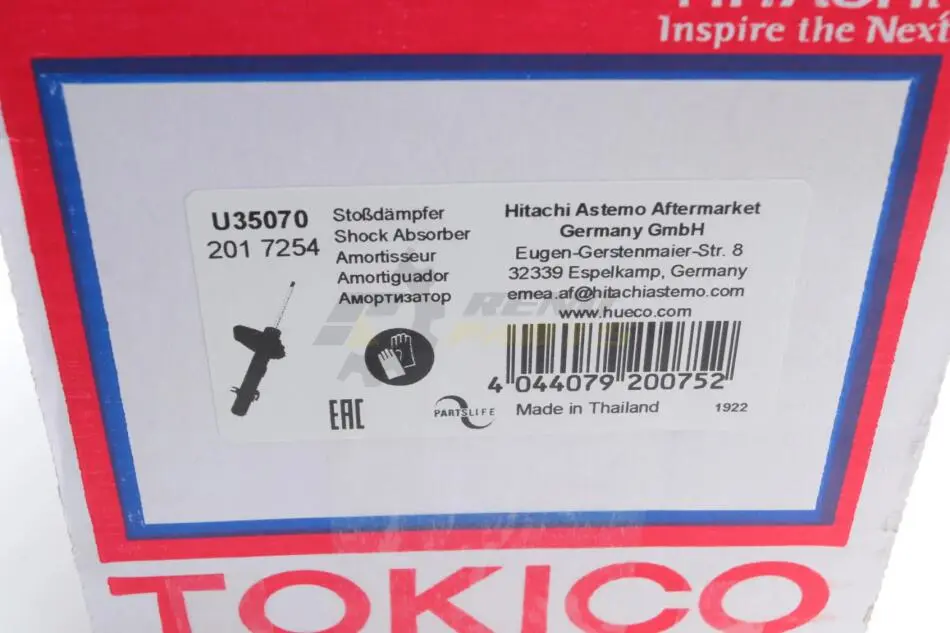 HITACHI
Inspire the Next
U35070
201 7254
Stoßdämpfer
Shock Absorber
Amortisseur
Amortiguador
Амортизатор
Hitachi Astemo Aftermarket
Germany GmbH
Eugen-Gerstenmaier-Str. 8
32339 Espelkamp, Germany
emea.af@hitachiastemo.com
www.hueco.com
4 044079 200752
EAC
PARTSLIFE
Made in Thailand
1922
TOKICO